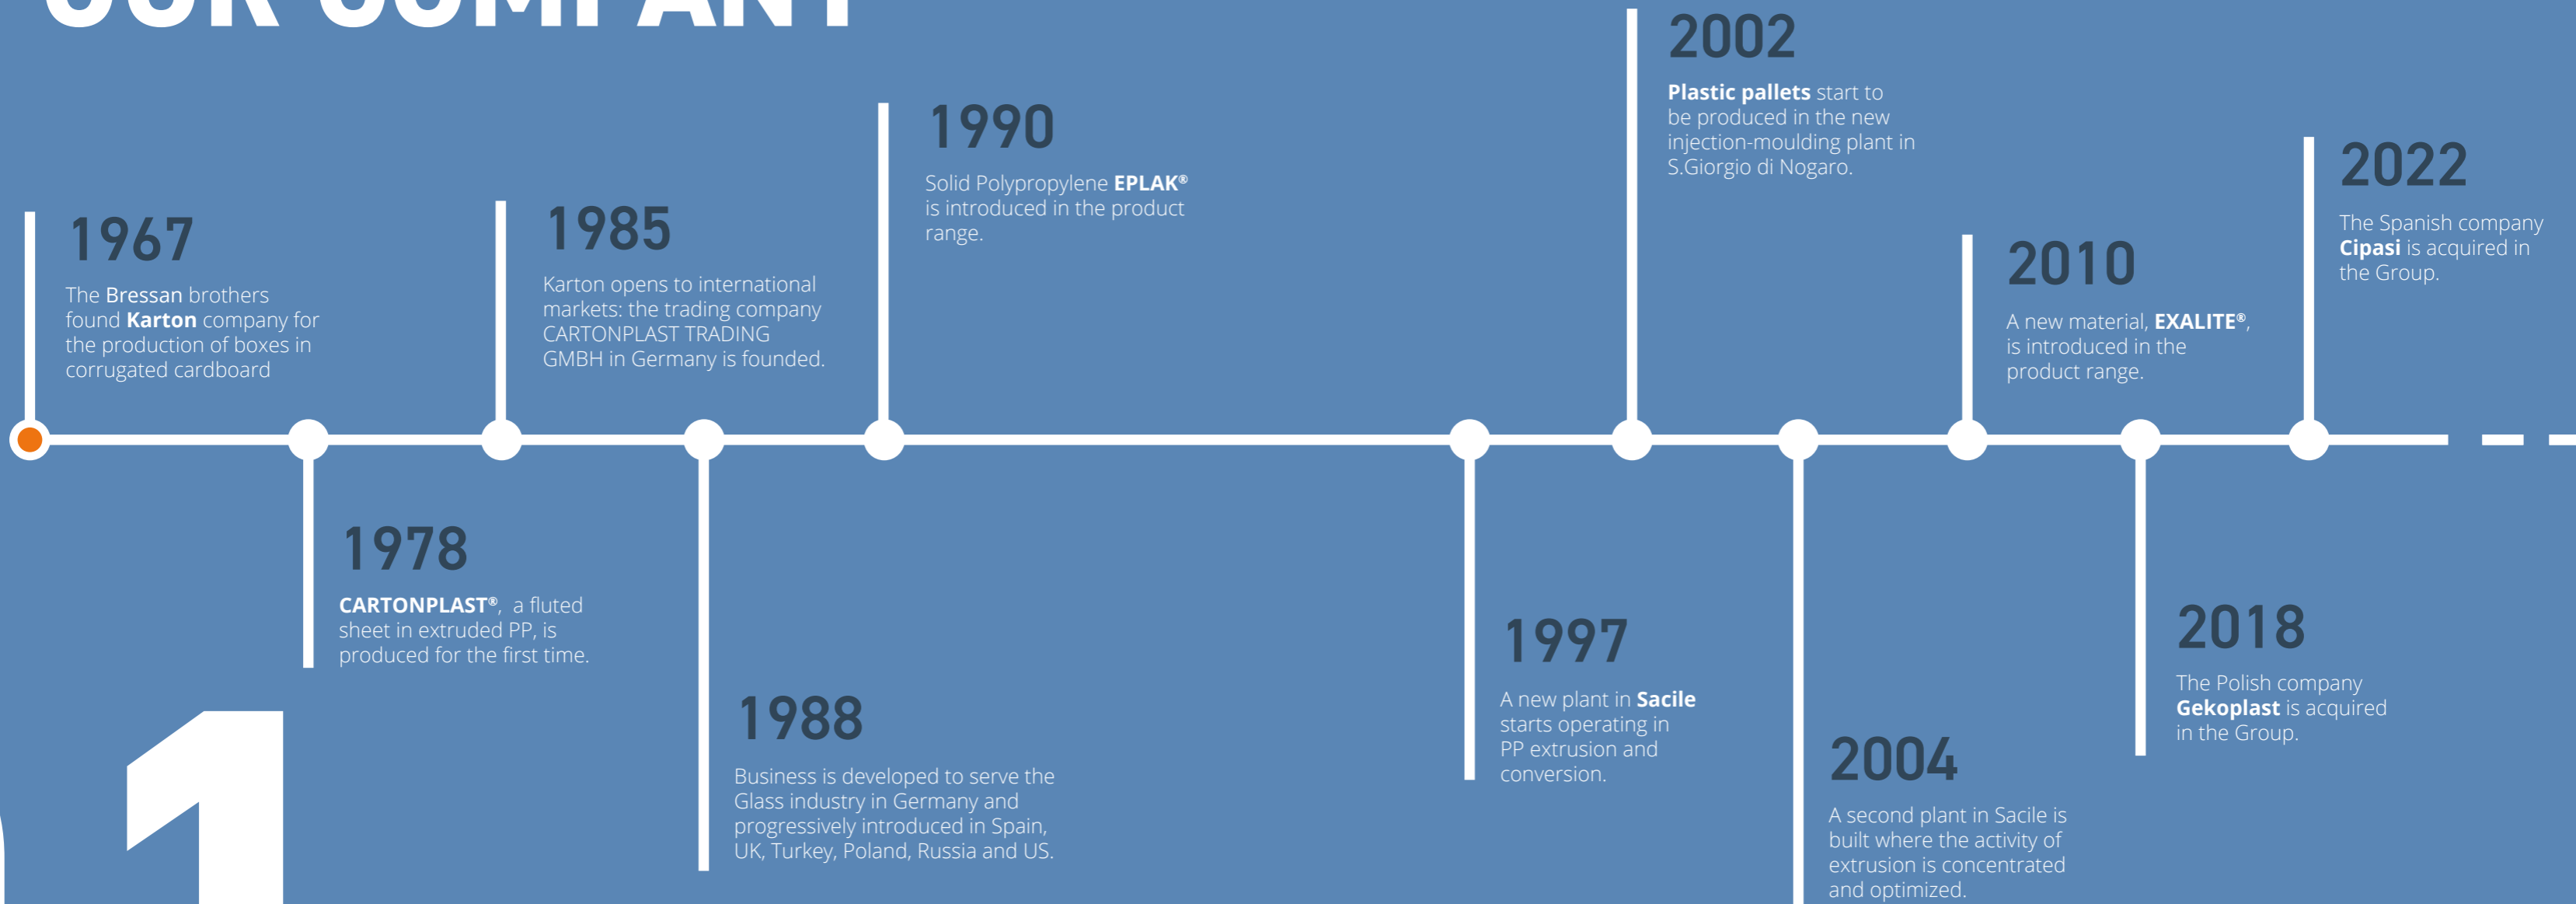 OUR COMPANY
1967
The Bressan brothers
found Karton company for
the production of boxes in
corrugated cardboard
1978
CARTONPLAST®, a fluted
sheet in extruded PP, is
produced for the first time.
1985
Karton opens to international
markets: the trading company
CARTONPLAST TRADING
GMBH in Germany is founded.
1988
Business is developed to serve the
Glass industry in Germany and
progressively introduced in Spain,
UK, Turkey, Poland, Russia and US.
1990
Solid Polypropylene EPLAK®
is introduced in the product
range.
1997
A new plant in Sacile
starts operating in
PP extrusion and
conversion.
2002
Plastic pallets start to
be produced in the new
injection-moulding plant in
S.Giorgio di Nogaro.
2004
A second plant in Sacile is
built where the activity of
extrusion is concentrated
and optimized.
2010
A new material, EXALITE®,
is introduced in the
product range.
2018
The Polish company
Gekoplast is acquired
in the Group.
2022
The Spanish company
Cipasi is acquired in
the Group.
1